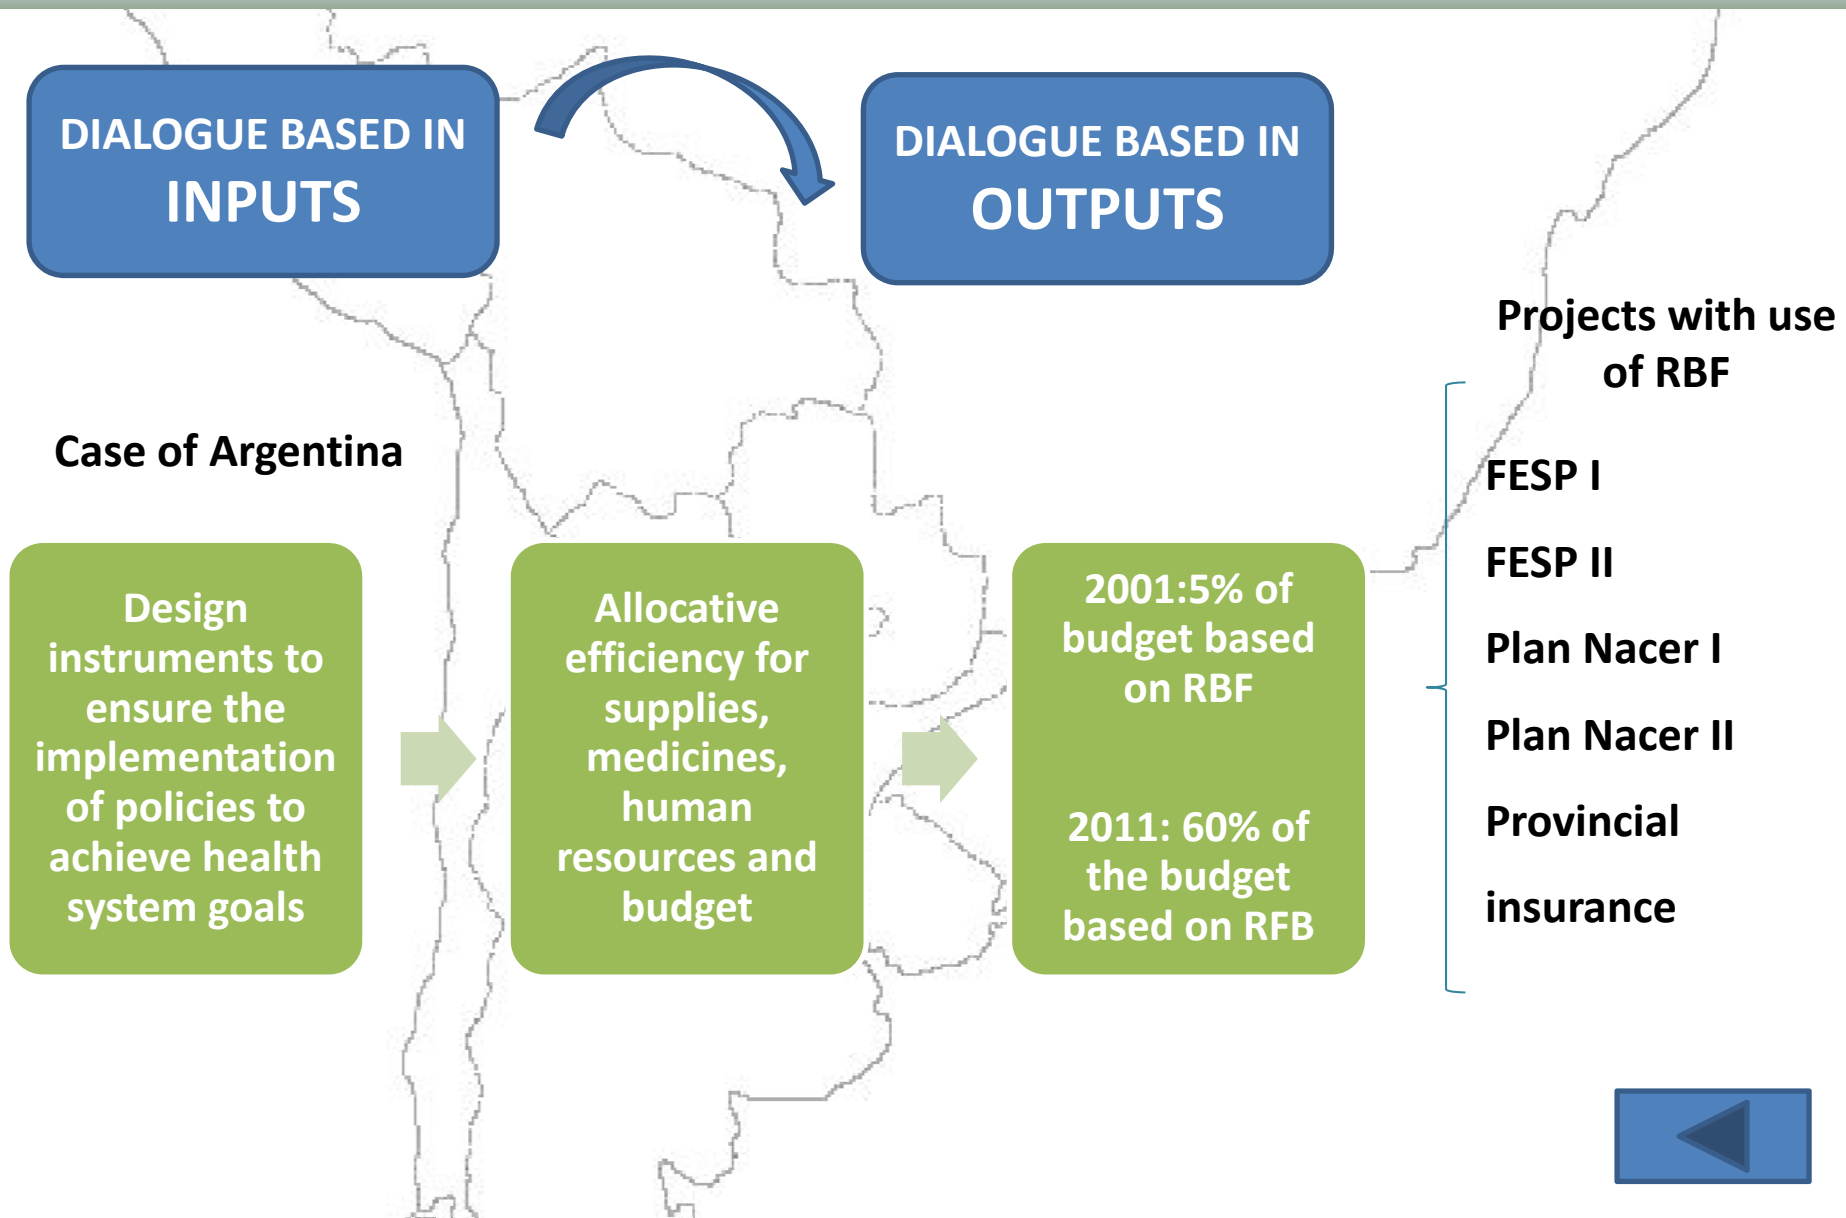 DIALOGUE BASED IN
INPUTS
DIALOGUE BASED IN
OUTPUTS
Case of Argentina
Design
instruments to
ensure the
implementation
of policies to
achieve health
system goals
Allocative
efficiency for
supplies,
medicines,
human
resources and
budget
2001:5% of
budget based
on RBF
2011: 60% of
the budget
based on RFB
Projects with use
of RBF
FESP I
FESP II
Plan Nacer I
Plan Nacer II
Provincial
insurance